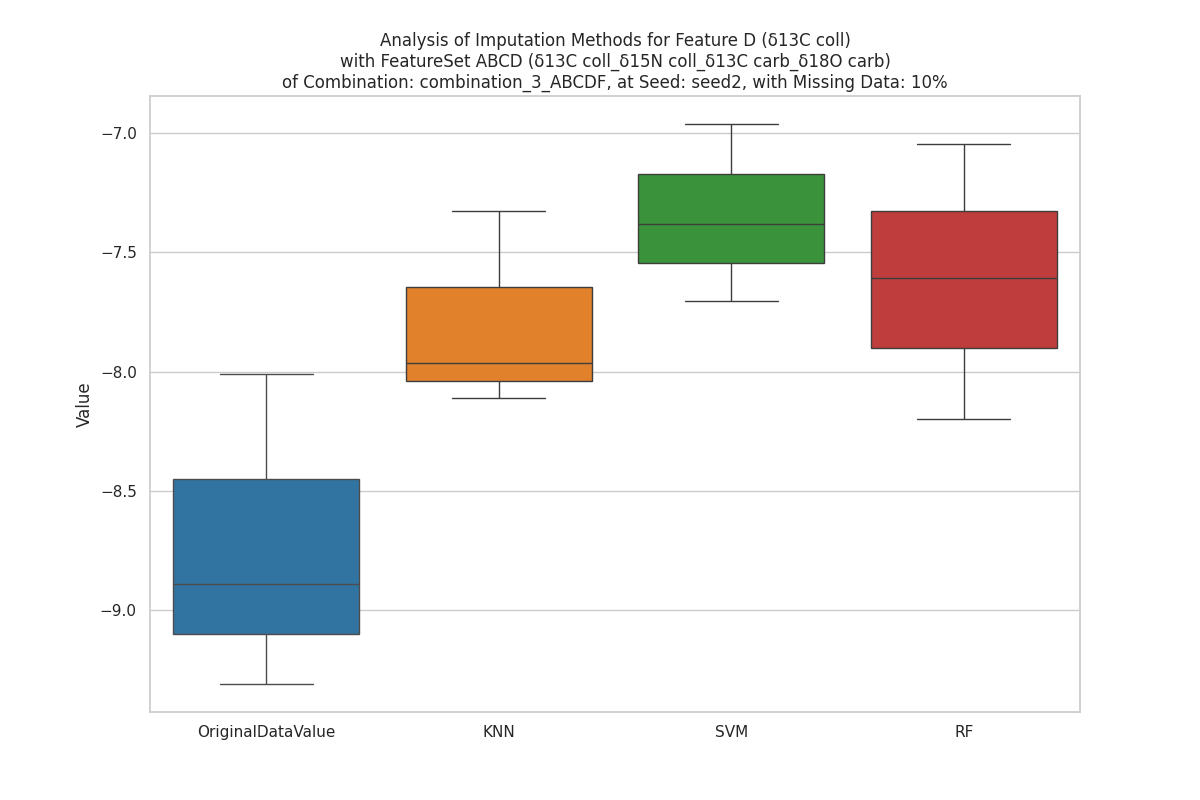 Analysis of Imputation Methods for Feature D (δ13C coll)
with FeatureSet ABCD (δ13C coll_δ15N coll_δ13C carb_δ18O carb)
of Combination: combination_3_ABCDF, at Seed: seed2, with Missing Data: 10%
−7.0
−7.5
−8.0
−8.5
−9.0
Value
OriginalDataValue
KNN
SVM
RF